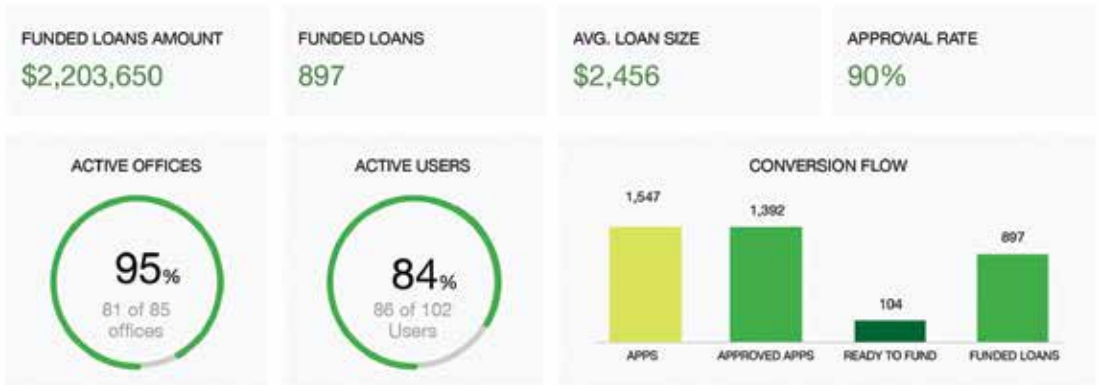 FUNDED LOANS AMOUNT
$2,203,650
FUNDED LOANS
897
AVG. LOAN SIZE
$2,456
APPROVAL RATE
90%
ACTIVE OFFICES
95%
81 of 85
offices
ACTIVE USERS
84%
86 of 102
Users
CONVERSION FLOW
1,547
1,392
104
897
APPS
APPROVED APPS
READY TO FUND
FUNDED LOANS